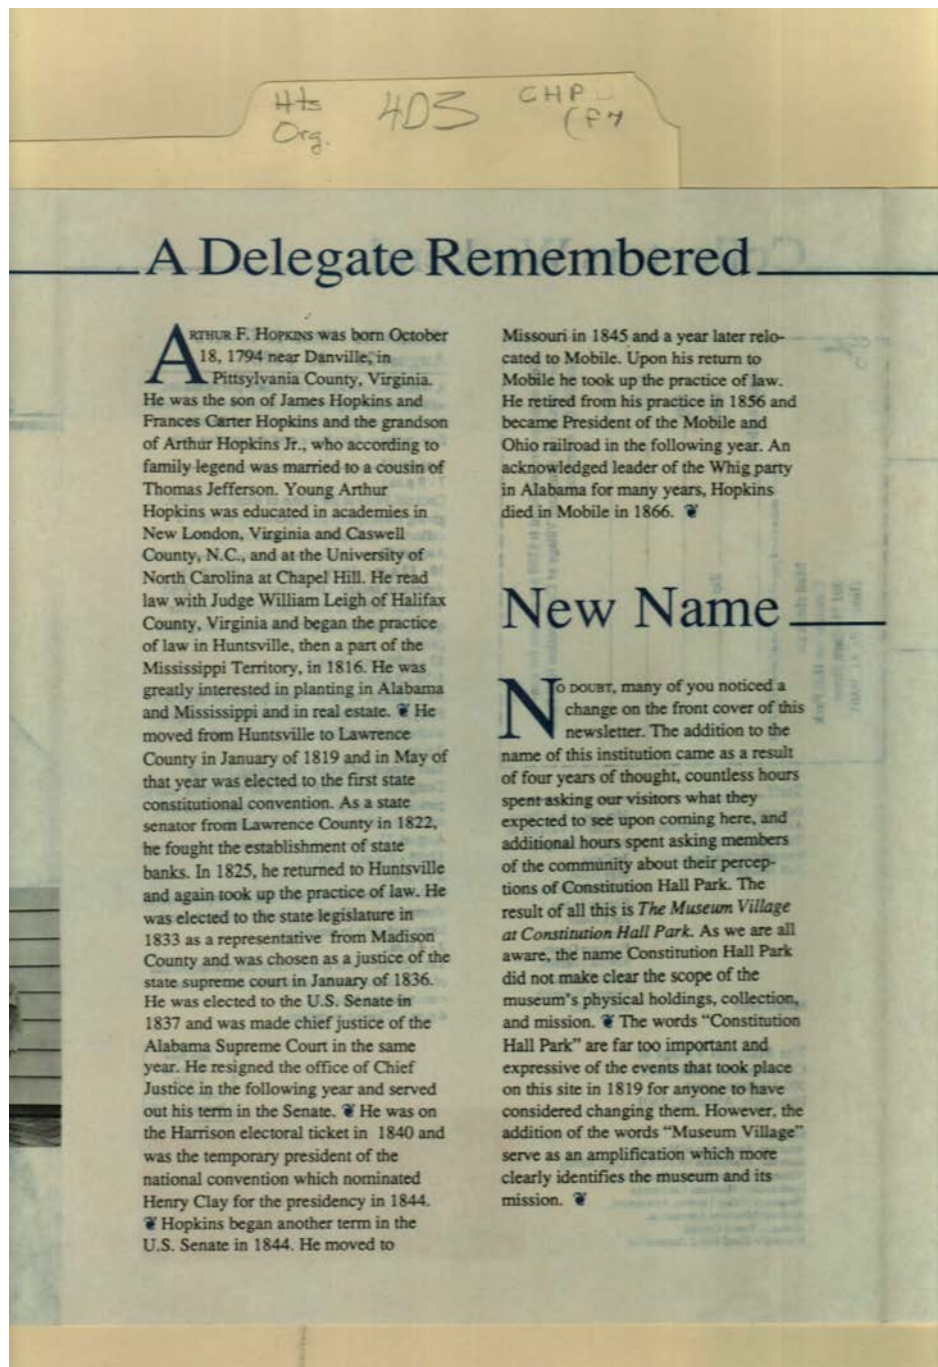 Hts
Org.
403
CHP
A Delegate Remembered
ARTHUR F. HOPKINS was born October
18, 1794 near Danville, in
Pittsylvania County, Virginia.
He was the son of James Hopkins and
Frances Carter Hopkins and the grandson
of Arthur Hopkins Jr., who according to
family legend was married to a cousin of
Thomas Jefferson. Young Arthur
Hopkins was educated in academies in
New London, Virginia and Caswell
County, N.C., and at the University of
North Carolina at Chapel Hill. He read
law with Judge William Leigh of Halifax
County, Virginia and began the practice
of law in Huntsville, then a part of the
Mississippi Territory, in 1816. He was
greatly interested in planting in Alabama
and Mississippi and in real estate. ❦ He
moved from Huntsville to Lawrence
County in January of 1819 and in May of
that year was elected to the first state
constitutional convention. As a state
senator from Lawrence County in 1822,
he fought the establishment of state
banks. In 1825, he returned to Huntsville
and again took up the practice of law. He
was elected to the state legislature in
1833 as a representative from Madison
County and was chosen as a justice of the
state supreme court in January of 1836.
He was elected to the U.S. Senate in
1837 and was made chief justice of the
Alabama Supreme Court in the same
year. He resigned the office of Chief
Justice in the following year and served
out his term in the Senate. ❦ He was on
the Harrison electoral ticket in 1840 and
was the temporary president of the
national convention which nominated
Henry Clay for the presidency in 1844.
❦ Hopkins began another term in the
U.S. Senate in 1844. He moved to
Missouri in 1845 and a year later relo-
cated to Mobile. Upon his return to
Mobile he took up the practice of law.
He retired from his practice in 1856 and
became President of the Mobile and
Ohio railroad in the following year. An
acknowledged leader of the Whig party
in Alabama for many years, Hopkins
died in Mobile in 1866. ❦
New Name
NO DOUBT, many of you noticed a
change on the front cover of this
newsletter. The addition to the
name of this institution came as a result
of four years of thought, countless hours
spent asking our visitors what they
expected to see upon coming here, and
additional hours spent asking members
of the community about their percep-
tions of Constitution Hall Park. The
result of all this is The Museum Village
at Constitution Hall Park. As we are all
aware, the name Constitution Hall Park
did not make clear the scope of the
museum's physical holdings, collection,
and mission. ❦ The words "Constitution
Hall Park" are far too important and
expressive of the events that took place
on this site in 1819 for anyone to have
considered changing them. However, the
addition of the words "Museum Village"
serve as an amplification which more
clearly identifies the museum and its
mission. ❦